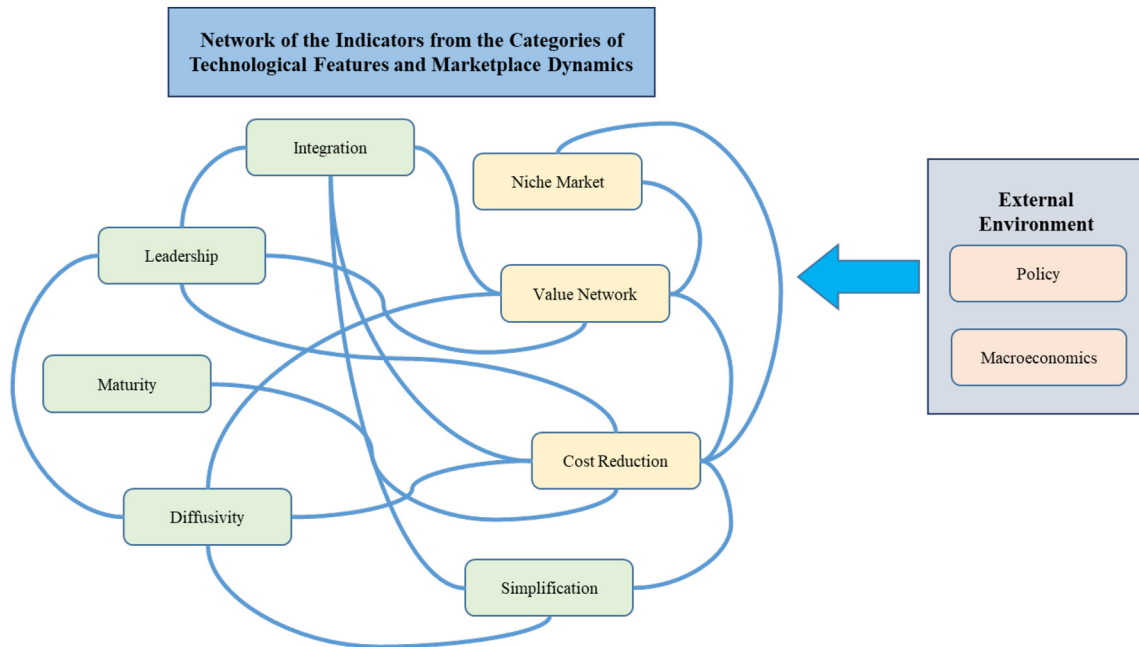 Network of the Indicators from the Categories of
Technological Features and Marketplace Dynamics
Integration
Niche Market
Leadership
Value Network
Maturity
Cost Reduction
Diffusivity
Simplification
External
Environment
Policy
Macroeconomics